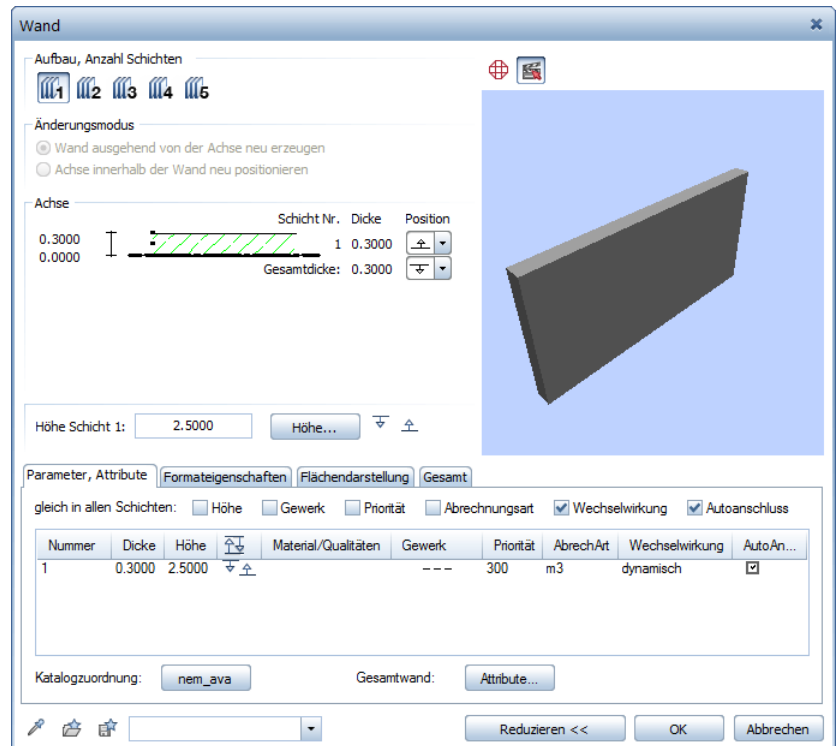 Wand
Aufbau, Anzahl Schichten
1 2 3 4 5
Änderungsmodus
Wand ausgehend von der Achse neu erzeugen
Achse innerhalb der Wand neu positionieren
Achse
Schicht Nr. Dicke Position
0.3000 1 0.3000
0.0000
Gesamtdicke: 0.3000
Höhe Schicht 1: 2.5000 Höhe...
Parameter, Attribute Formateigenschaften Flächendarstellung Gesamt
gleich in allen Schichten: Höhe Gewerk Priorität Abrechnungsart Wechselwirkung Autoanschluss
Nummer Dicke Höhe Material/Qualitäten Gewerk Priorität AbrechArt Wechselwirkung AutoAn...
1 0.3000 2.5000 --- 300 m3 dynamisch
Katalogzuordnung: nem_ava Gesamtwand: Attribute...
Reduzieren << OK Abbrechen